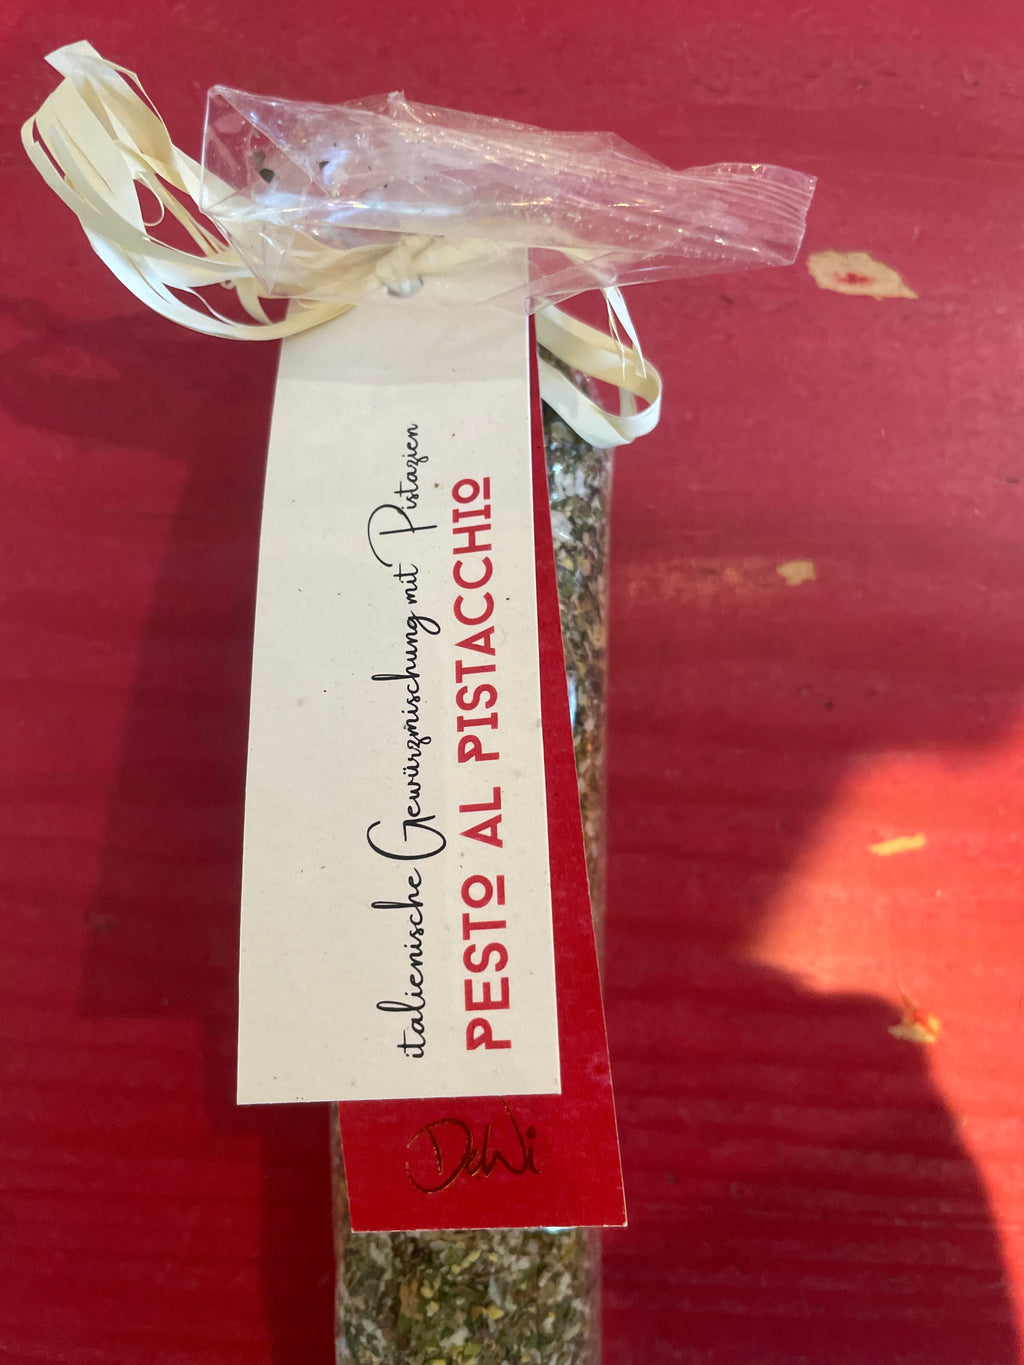 italienische Gewürzmischung mit Pistazien
PESTO AL PISTACCHIO
DeWi